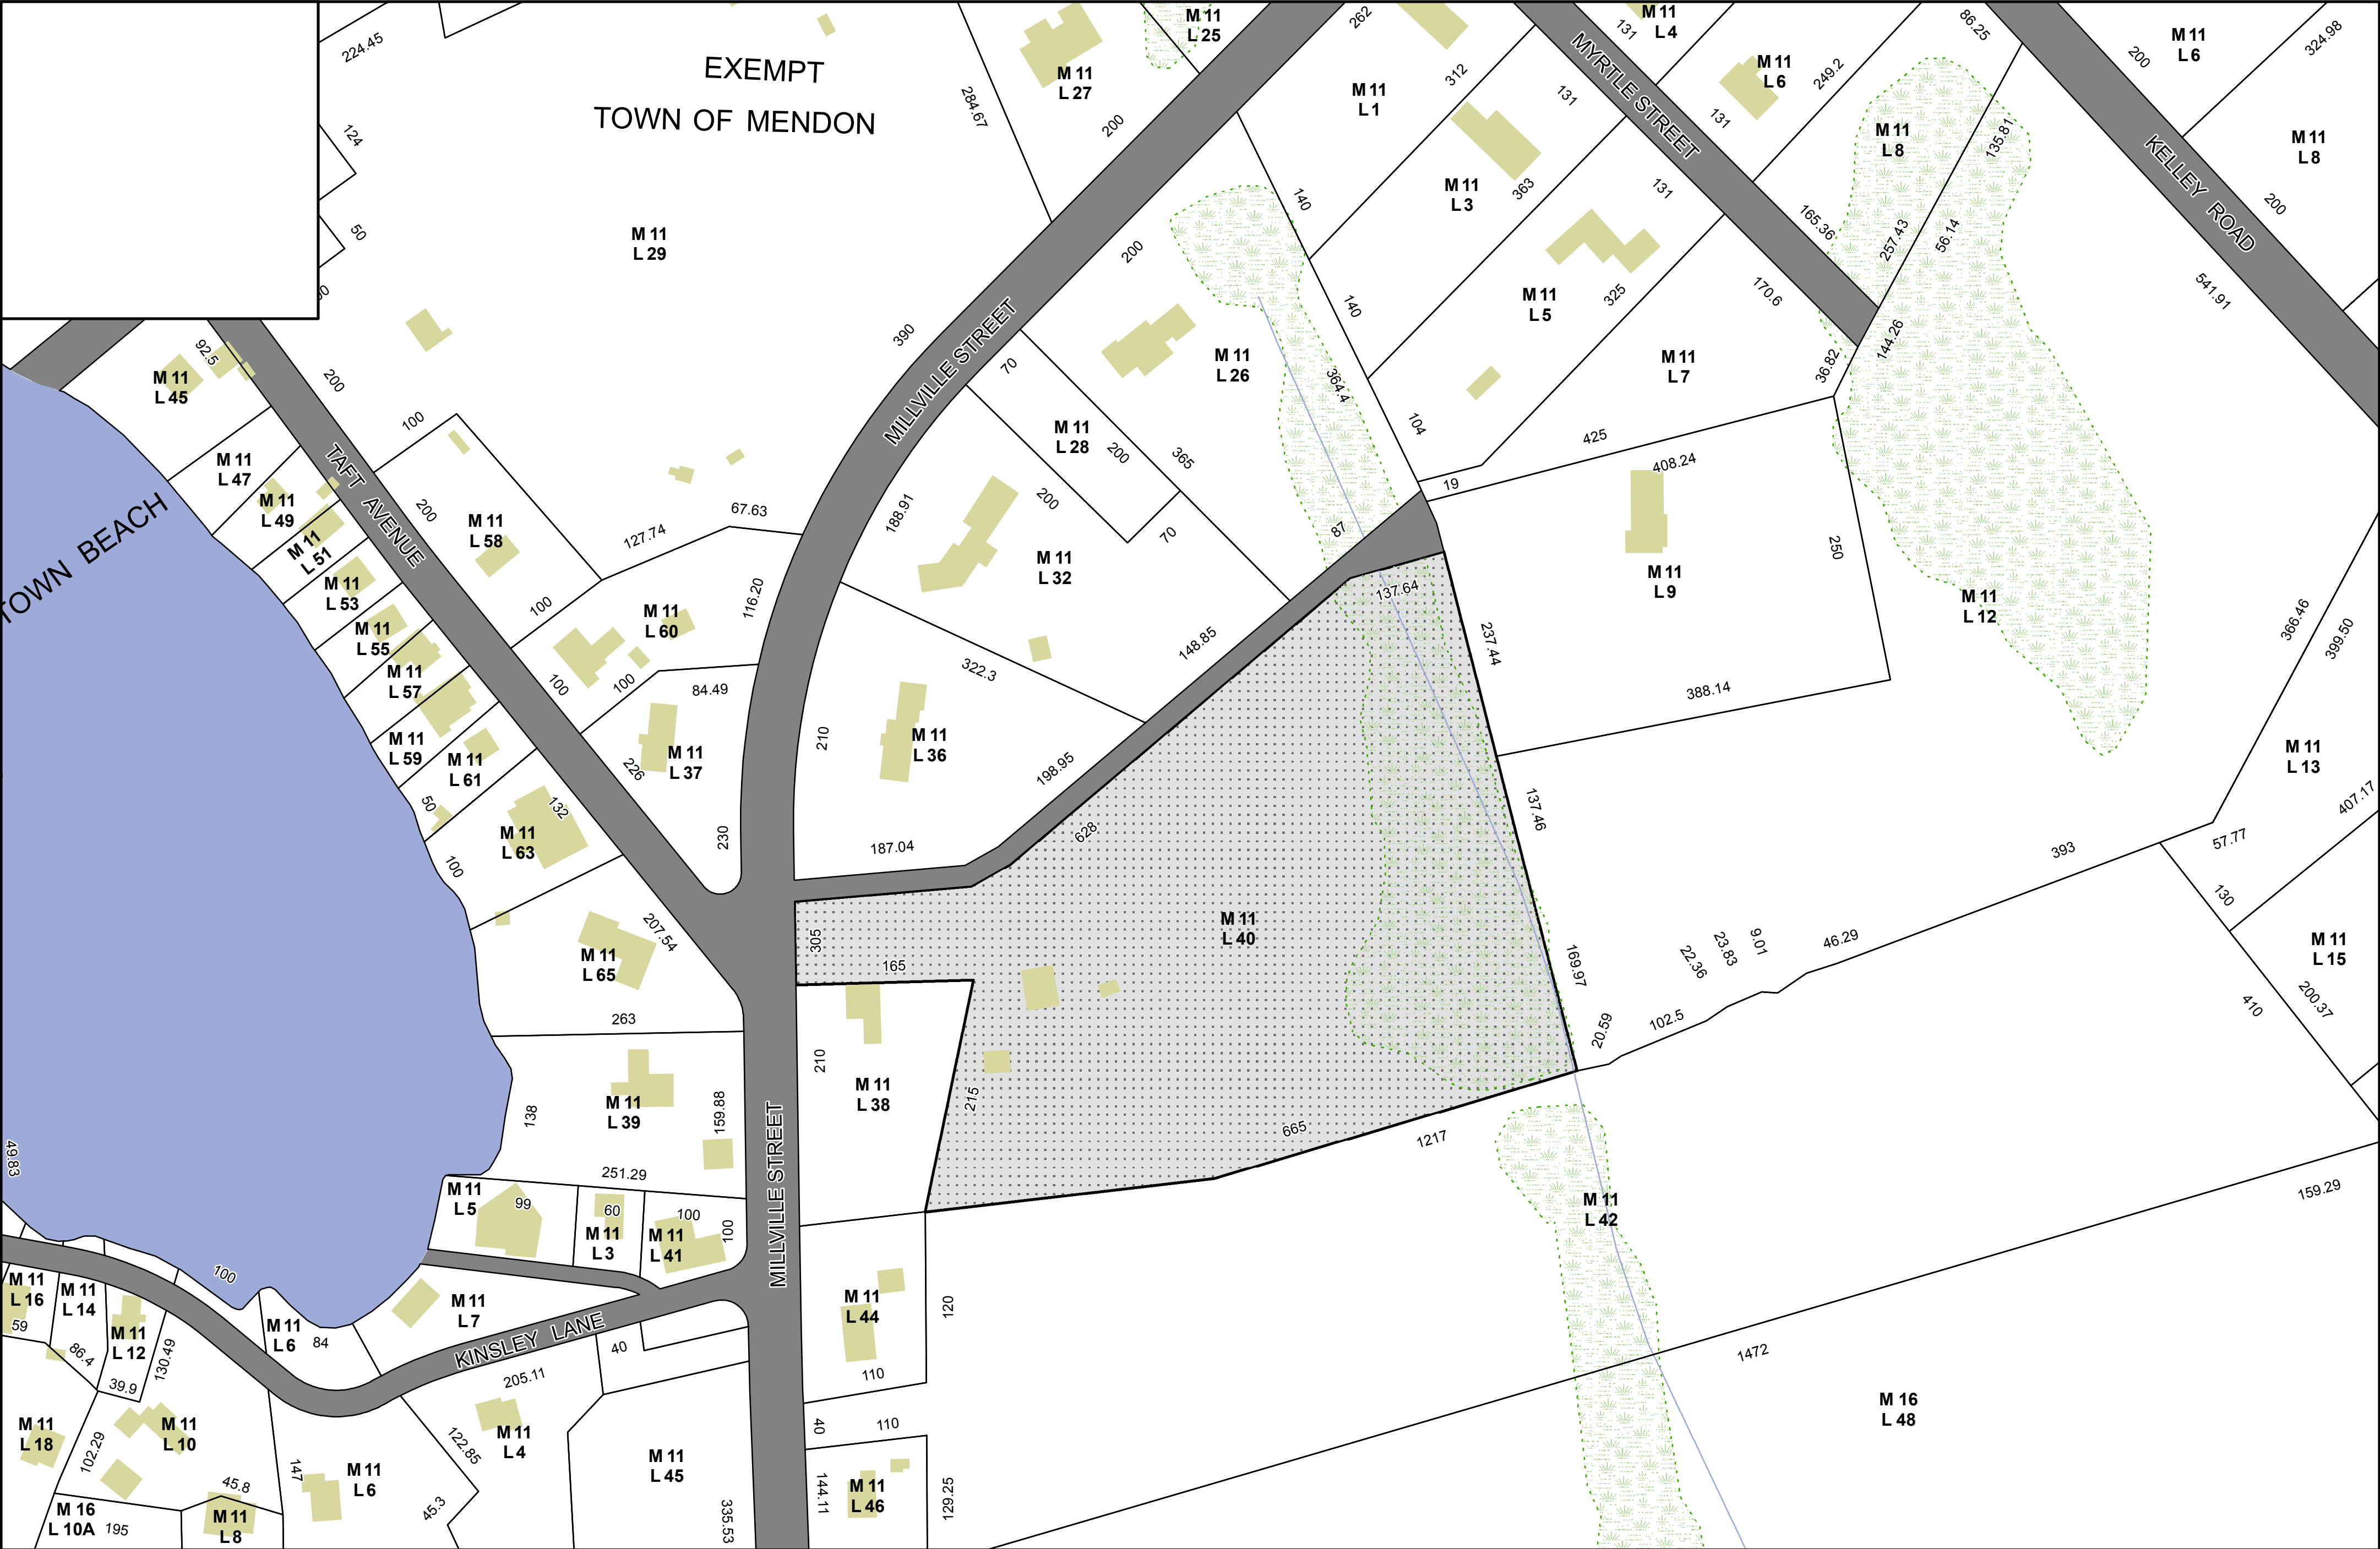 224.45
124
50
EXEMPT
TOWN OF MENDON
M 11
L 29
284.67
M 11
L 27
200
M 11
L 25
262
M 11
L 1
312
131
M 11
L 3
363
131
M 11
L 4
131
MYRTLE STREET
M 11
L 6
131
249.2
86.25
M 11
L 8
135.81
257.43
56.14
165.36
170.6
144.26
36.82
200
M 11
L 6
324.98
KELLEY ROAD
M 11
L 8
200
541.91
140
140
364.4
104
M 11
L 5
325
M 11
L 7
425
408.24
19
87
M 11
L 9
250
388.14
M 11
L 12
366.46
399.50
M 11
L 13
407.17
57.77
393
130
M 11
L 15
200.37
410
200
M 11
L 26
390
MILLVILLE STREET
70
M 11
L 28
200
365
200
70
188.91
M 11
L 32
322.3
148.85
198.95
M 11
L 36
210
187.04
92.5
M 11
L 45
200
100
M 11
L 47
M 11
L 49
M 11
L 51
TAFT AVENUE
200
M 11
L 58
127.74
67.63
M 11
L 53
M 11
L 55
M 11
L 57
M 11
L 59
M 11
L 61
50
100
M 11
L 63
132
TOWN BEACH
100
M 11
L 60
116.20
100
100
84.49
M 11
L 37
226
230
M 11
L 65
207.54
263
138
M 11
L 39
159.88
251.29
M 11
L 5
99
60
M 11
L 3
100
M 11
L 41
100
305
165
628
137.64
237.44
137.46
169.97
M 11
L 40
215
665
1217
20.59
102.5
22.36
23.83
9.01
46.29
210
M 11
L 38
MILLVILLE STREET
M 11
L 42
159.29
1472
M 16
L 48
M 11
L 44
120
110
40
110
144.11
M 11
L 46
129.25
49.83
100
M 11
L 16
59
M 11
L 14
86.4
M 11
L 12
39.9
130.49
M 11
L 6
84
M 11
L 7
KINSLEY LANE
205.11
40
M 11
L 4
122.85
45.3
M 11
L 45
335.53
M 11
L 18
102.29
M 11
L 10
45.8
147
M 11
L 6
M 16
L 10A
195
M 11
L 8